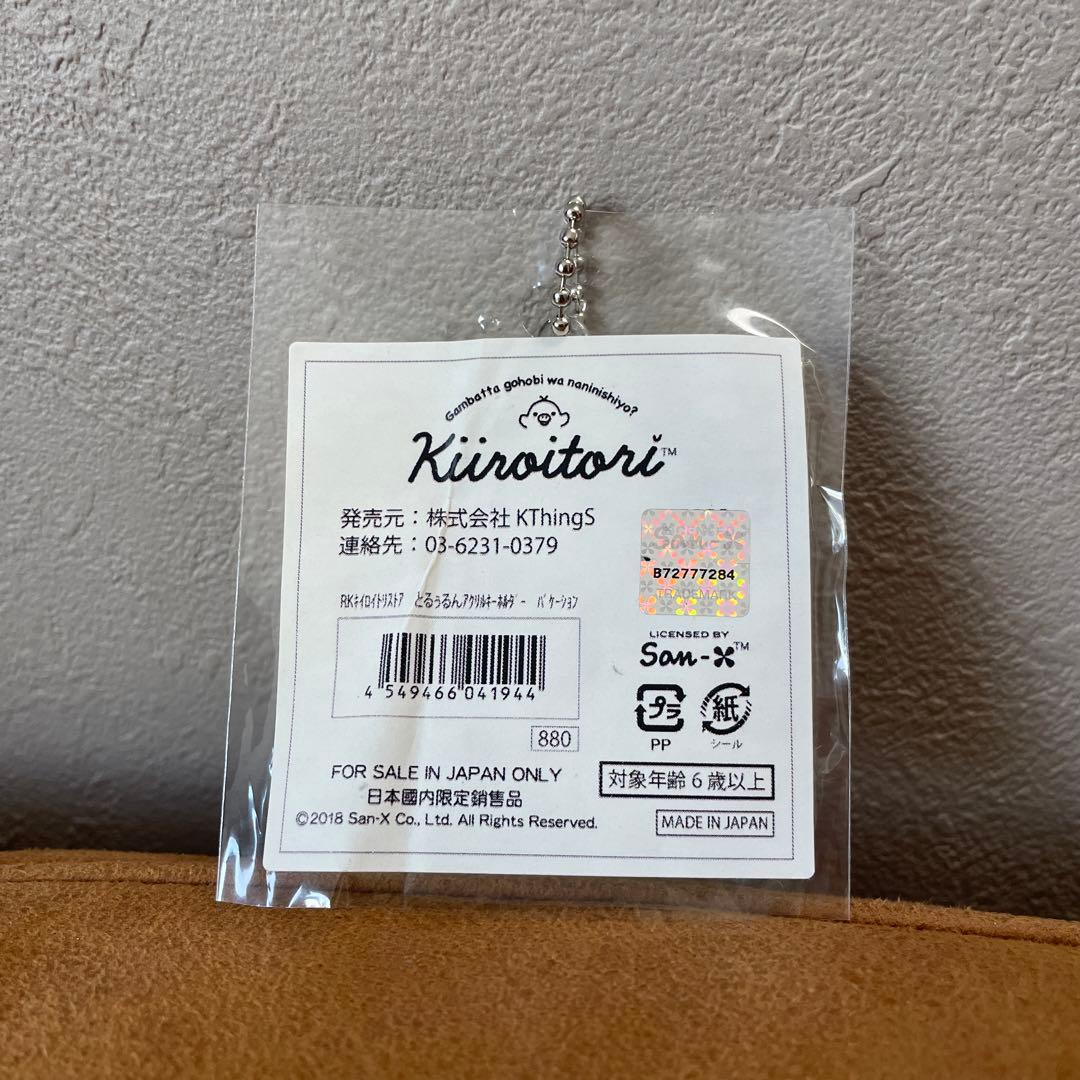 Gambatta gohobi wa naninishiyo?
Kiiroitori™
発売元：株式会社 KThingS
連絡先：03-6231-0379
B72777284
TRADEMARK
RKｷｲﾛｲﾄﾘｽﾄｱ とるぅるんｱｸﾘﾙｷｰﾎﾙﾀﾞｰ ﾊﾞｹｰｼｮﾝ
LICENSED BY
San-X™
4 549466 041944
プラ
紙
PP
シール
880
FOR SALE IN JAPAN ONLY
対象年齢 6 歳以上
日本國內限定銷售品
©2018 San-X Co., Ltd. All Rights Reserved.
MADE IN JAPAN